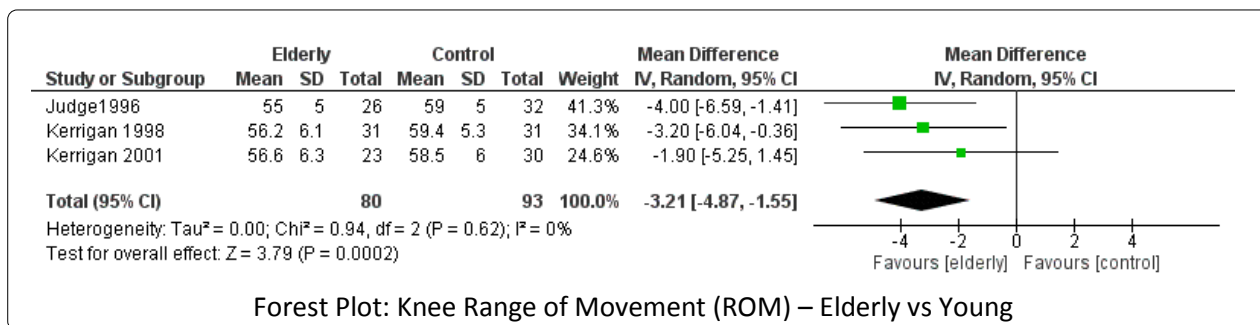 Elderly Control Mean Difference Mean Difference
Study or Subgroup Mean SD Total Mean SD Total Weight IV, Random, 95% CI IV, Random, 95% CI
Judge1996 55 5 26 59 5 32 41.3% -4.00 [-6.59, -1.41]
Kerrigan 1998 56.2 6.1 31 59.4 5.3 31 34.1% -3.20 [-6.04, -0.36]
Kerrigan 2001 56.6 6.3 23 58.5 6 30 24.6% -1.90 [-5.25, 1.45]
Total (95% CI) 80 93 100.0% -3.21 [-4.87, -1.55]
Heterogeneity: Tau² = 0.00; Chi² = 0.94, df = 2 (P = 0.62); I² = 0%
Test for overall effect: Z = 3.79 (P = 0.0002)
-4 -2 0 2 4
Favours [elderly] Favours [control]
Forest Plot: Knee Range of Movement (ROM) – Elderly vs Young